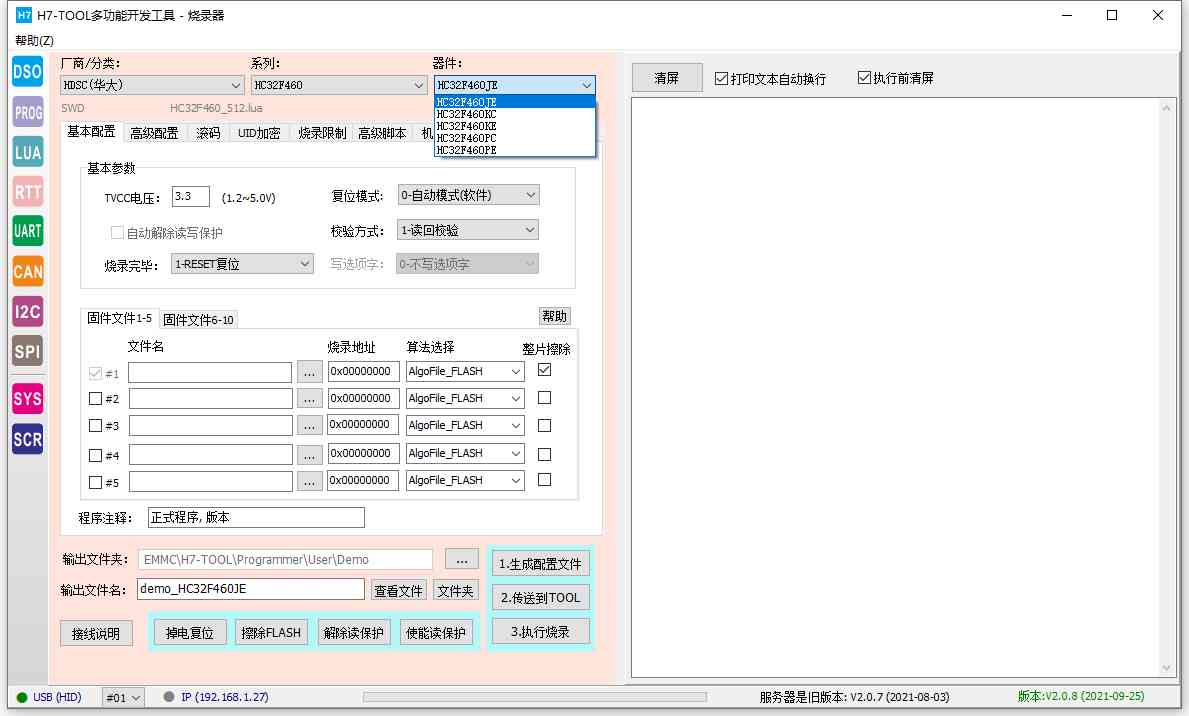 H7 H7-TOOL多功能开发工具 - 烧录器
帮助(Z)
DSO
PROG
LUA
RTT
UART
CAN
I2C
SPI
SYS
SCR
厂商/分类: 系列: 器件:
HDSC(华大) HC32F460 HC32F460JE
SWD HC32F460_512.lua
HC32F460JE
HC32F460KC
HC32F460KE
HC32F460PC
HC32F460PE
基本配置 高级配置 滚码 UID加密 烧录限制 高级脚本 机
基本参数
TVCC电压: 3.3 (1.2~5.0V) 复位模式: 0-自动模式(软件)
自动解除读写保护 校验方式: 1-读回校验
烧录完毕: 1-RESET复位 写选项字: 0-不写选项字
固件文件1-5 固件文件6-10 帮助
文件名 烧录地址 算法选择 整片擦除
#1 ... 0x00000000 AlgoFile_FLASH
#2 ... 0x00000000 AlgoFile_FLASH
#3 ... 0x00000000 AlgoFile_FLASH
#4 ... 0x00000000 AlgoFile_FLASH
#5 ... 0x00000000 AlgoFile_FLASH
程序注释: 正式程序, 版本
输出文件夹: EMMC\H7-TOOL\Programmer\User\Demo ...
输出文件名: demo_HC32F460JE 查看文件 文件夹
1.生成配置文件
2.传送到TOOL
3.执行烧录
接线说明 掉电复位 擦除FLASH 解除读保护 使能读保护
清屏 打印文本自动换行 执行前清屏
USB (HID) #01 IP (192.168.1.27) 服务器是旧版本: V2.0.7 (2021-08-03) 版本:V2.0.8 (2021-09-25)